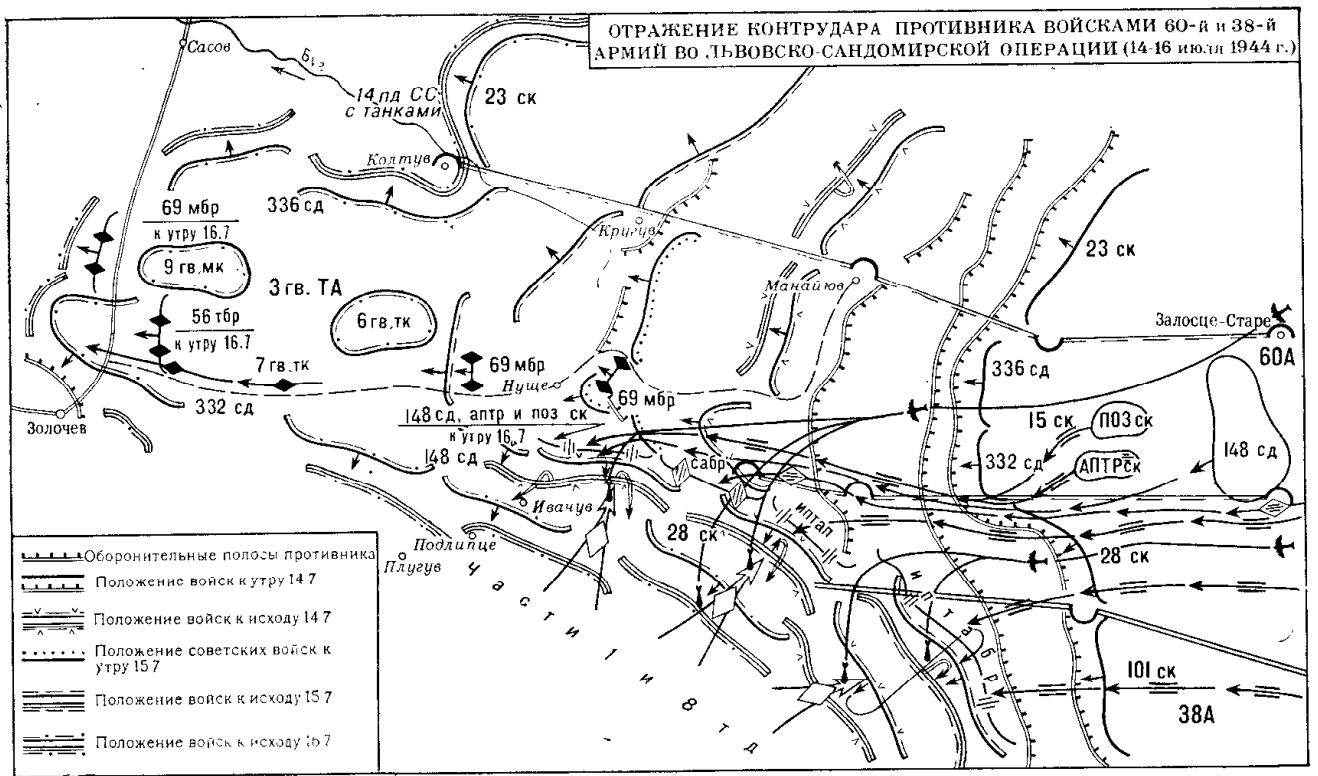 ОТРАЖЕНИЕ КОНТРУДАРА ПРОТИВНИКА ВОЙСКАМИ 60-й и 38-й
АРМИЙ ВО ЛЬВОВСКО-САНДОМИРСКОЙ ОПЕРАЦИИ (14-16 июля 1944 г.)
Сасов
Буг
14 пд СС
с танками
23 ск
Колтув
69 мбр
к утру 16.7
336 сд
Кругув
23 ск
9 гв.мк
3 гв. ТА
Манайюв
56 тбр
к утру 16.7
6 гв.тк
Залосце-Старе
60А
7 гв.тк
69 мбр
336 сд
Нуще
69 мбр
332 сд
Золочев
148 сд, аптр и поз ск
к утру 16.7
15 ск
ПОЗ ск
148 сд
332 сд
АПТРск
148 сд
сабр
Ивачув
иптап
28 ск
28 ск
Подлипце
Плугув
Части 1 и 8 тд
иптабр
101 ск
38А
Оборонительные полосы противника
Положение войск к утру 14 7
Положение войск к исходу 14 7
Положение советских войск к
утру 15 7
Положение войск к исходу 15 7
Положение войск к исходу 16 7